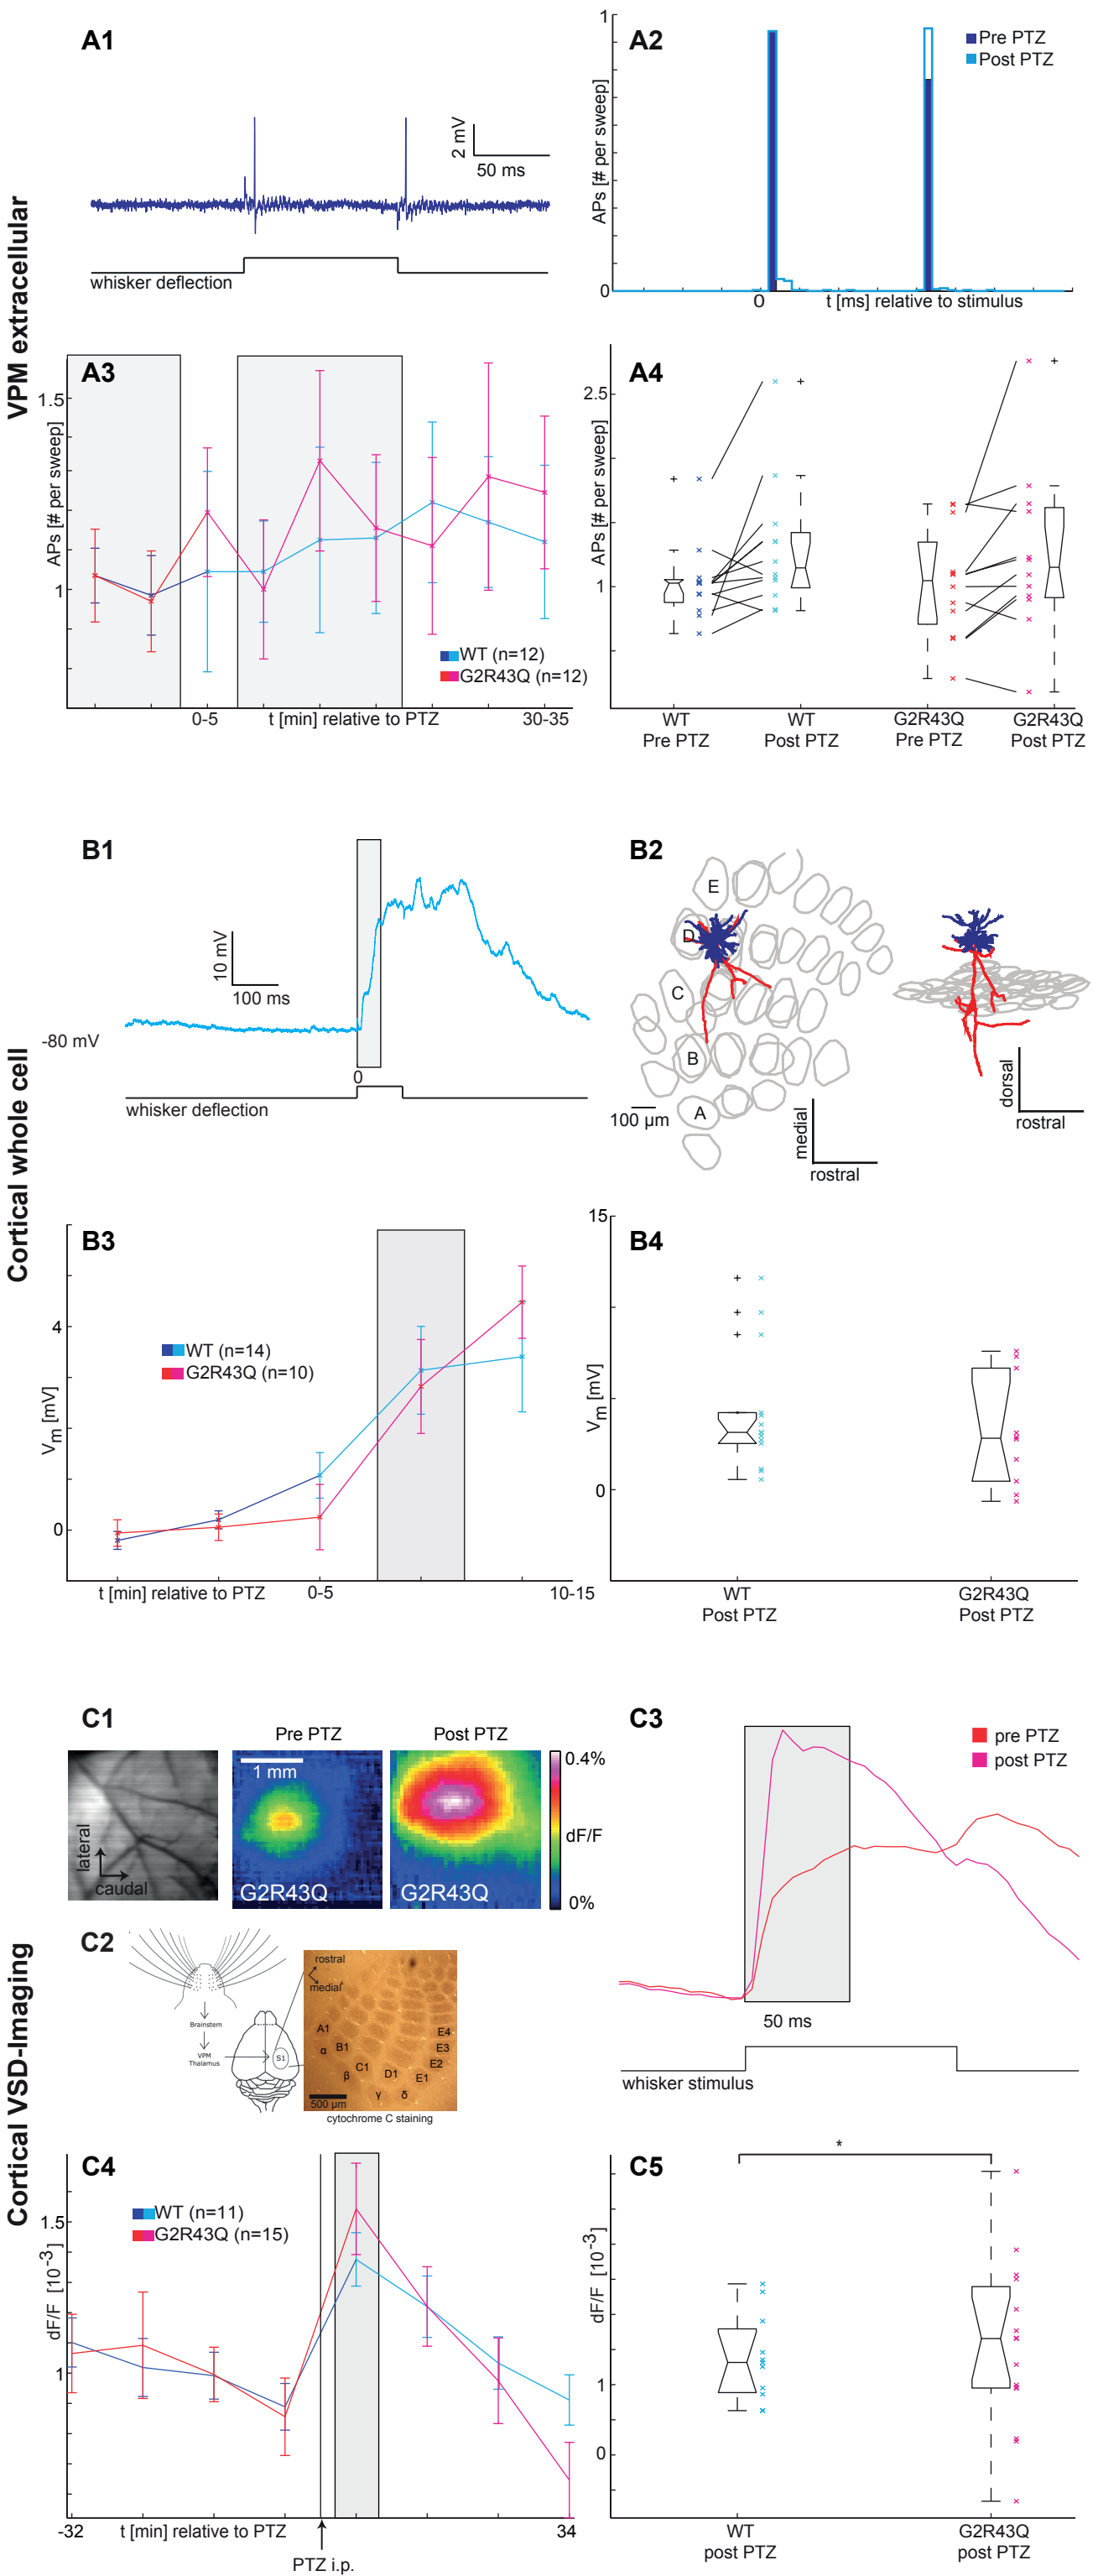 VPM extracellular
A1
2 mV
50 ms
whisker deflection
A2
1
APs [# per sweep]
0
0
t [ms] relative to stimulus
Pre PTZ
Post PTZ
A3
1.5
APs [# per sweep]
1
WT (n=12)
G2R43Q (n=12)
0-5
t [min] relative to PTZ
30-35
A4
2.5
APs [# per sweep]
1
WT
Pre PTZ
WT
Post PTZ
G2R43Q
Pre PTZ
G2R43Q
Post PTZ
Cortical whole cell
B1
10 mV
100 ms
-80 mV
0
whisker deflection
B2
E
D
C
B
A
100 µm
medial
rostral
dorsal
rostral
B3
4
Vm [mV]
0
WT (n=14)
G2R43Q (n=10)
t [min] relative to PTZ
0-5
10-15
B4
15
Vm [mV]
0
WT
Post PTZ
G2R43Q
Post PTZ
Cortical VSD-Imaging
C1
Pre PTZ
Post PTZ
1 mm
lateral
caudal
G2R43Q
G2R43Q
0.4%
dF/F
0%
C2
Brainstem
VPM
Thalamus
S1
rostral
medial
A1
α
B1
β
C1
γ
D1
δ
E1
E2
E3
E4
500 µm
cytochrome C staining
C3
pre PTZ
post PTZ
50 ms
whisker stimulus
C4
WT (n=11)
G2R43Q (n=15)
1.5
dF/F [10-3]
1
-32
t [min] relative to PTZ
34
PTZ i.p.
C5
*
dF/F [10-3]
1
0
WT
post PTZ
G2R43Q
post PTZ